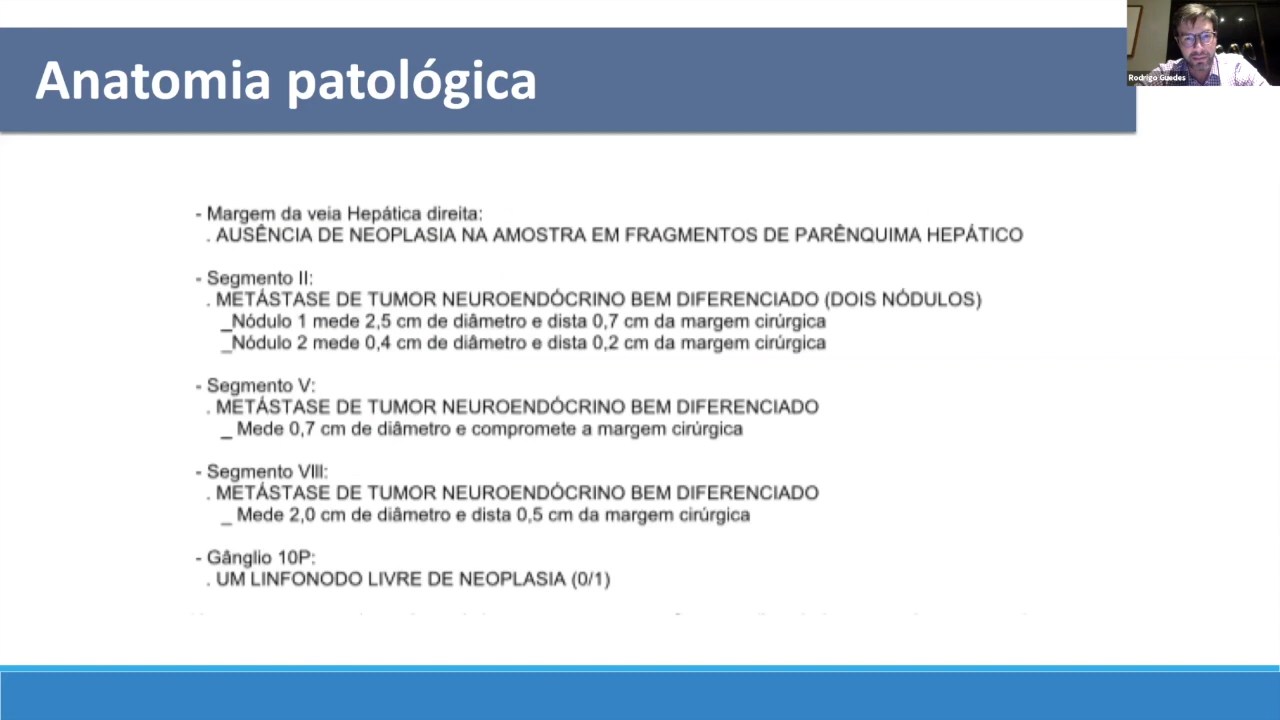 Anatomia patológica
Rodrigo Guedes
- Margem da veia Hepática direita:
. AUSÊNCIA DE NEOPLASIA NA AMOSTRA EM FRAGMENTOS DE PARÊNQUIMA HEPÁTICO
- Segmento II:
. METÁSTASE DE TUMOR NEUROENDÓCRINO BEM DIFERENCIADO (DOIS NÓDULOS)
_Nódulo 1 mede 2,5 cm de diâmetro e dista 0,7 cm da margem cirúrgica
_Nódulo 2 mede 0,4 cm de diâmetro e dista 0,2 cm da margem cirúrgica
- Segmento V:
. METÁSTASE DE TUMOR NEUROENDÓCRINO BEM DIFERENCIADO
_ Mede 0,7 cm de diâmetro e compromete a margem cirúrgica
- Segmento VIII:
. METÁSTASE DE TUMOR NEUROENDÓCRINO BEM DIFERENCIADO
_ Mede 2,0 cm de diâmetro e dista 0,5 cm da margem cirúrgica
- Gânglio 10P:
. UM LINFONODO LIVRE DE NEOPLASIA (0/1)